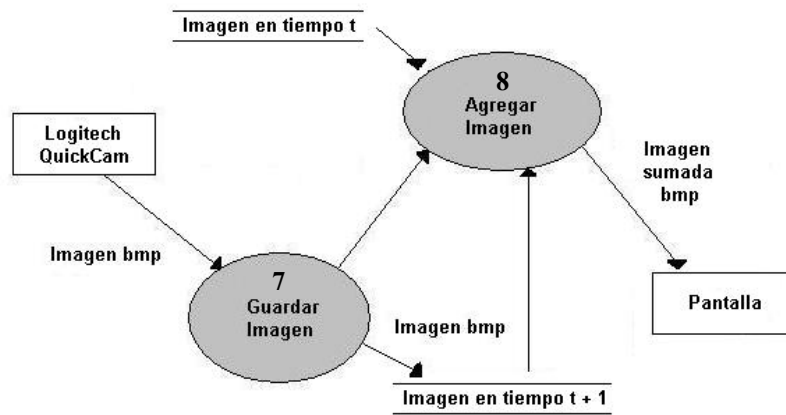 Imagen en tiempo t
8
Agregar
Imagen
Logitech
QuickCam
Imagen
sumada
bmp
Imagen bmp
7
Guardar
Imagen
Imagen bmp
Pantalla
Imagen en tiempo t + 1